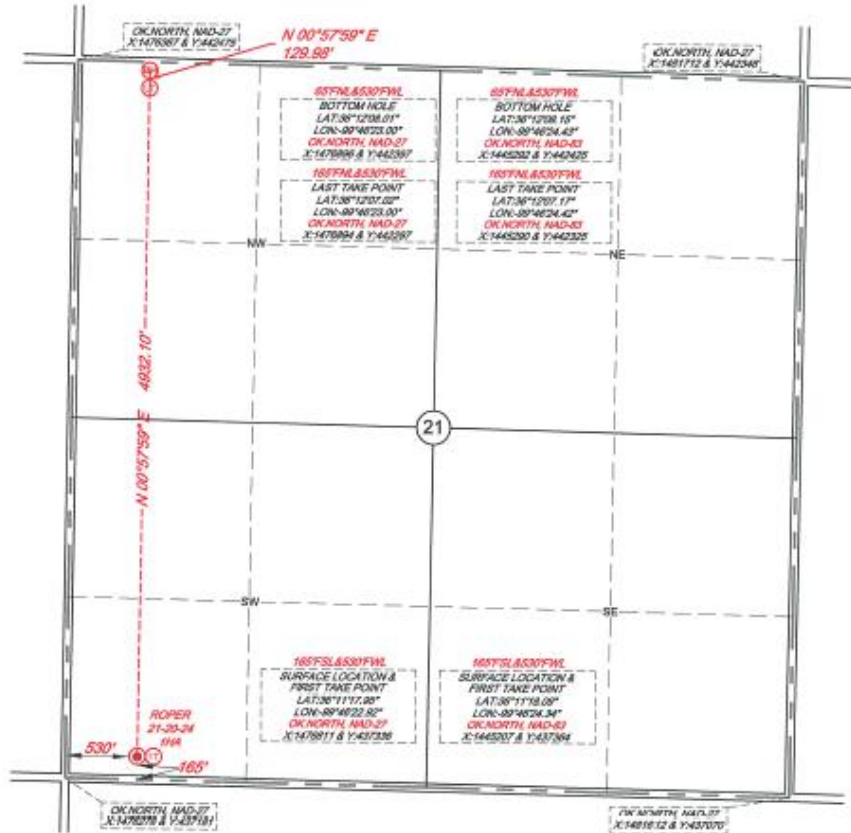 OK.NORTH, NAD-27
X:1476367 & Y:442475
N 00°57'59" E
129.98'
OK.NORTH, NAD-27
X:1481712 & Y:442346
65'FNL&530'FWL
BOTTOM HOLE
LAT:36°12'08.01"
LON:-99°46'23.00"
OK.NORTH, NAD-27
X:1476896 & Y:442397
165'FNL&530'FWL
LAST TAKE POINT
LAT:36°12'07.02"
LON:-99°46'23.00"
OK.NORTH, NAD-27
X:1476894 & Y:442297
65'FNL&530'FWL
BOTTOM HOLE
LAT:36°12'08.15"
LON:-99°46'24.43"
OK.NORTH, NAD-83
X:1445292 & Y:442425
165'FNL&530'FWL
LAST TAKE POINT
LAT:36°12'07.17"
LON:-99°46'24.42"
OK.NORTH, NAD-83
X:1445290 & Y:442325
NW
NE
N 00°57'59" E 4932.10'
21
SW
SE
165'FSL&530'FWL
SURFACE LOCATION &
FIRST TAKE POINT
LAT:36°11'17.95"
LON:-99°46'22.92"
OK.NORTH, NAD-27
X:1476811 & Y:437336
165'FSL&530'FWL
SURFACE LOCATION &
FIRST TAKE POINT
LAT:36°11'18.09"
LON:-99°46'24.34"
OK.NORTH, NAD-83
X:1445207 & Y:437364
ROPER
21-20-24
1HA
530'
165'
OK.NORTH, NAD-27
X:1476278 & Y:437181
OK.NORTH, NAD-27
X:1481612 & Y:437070